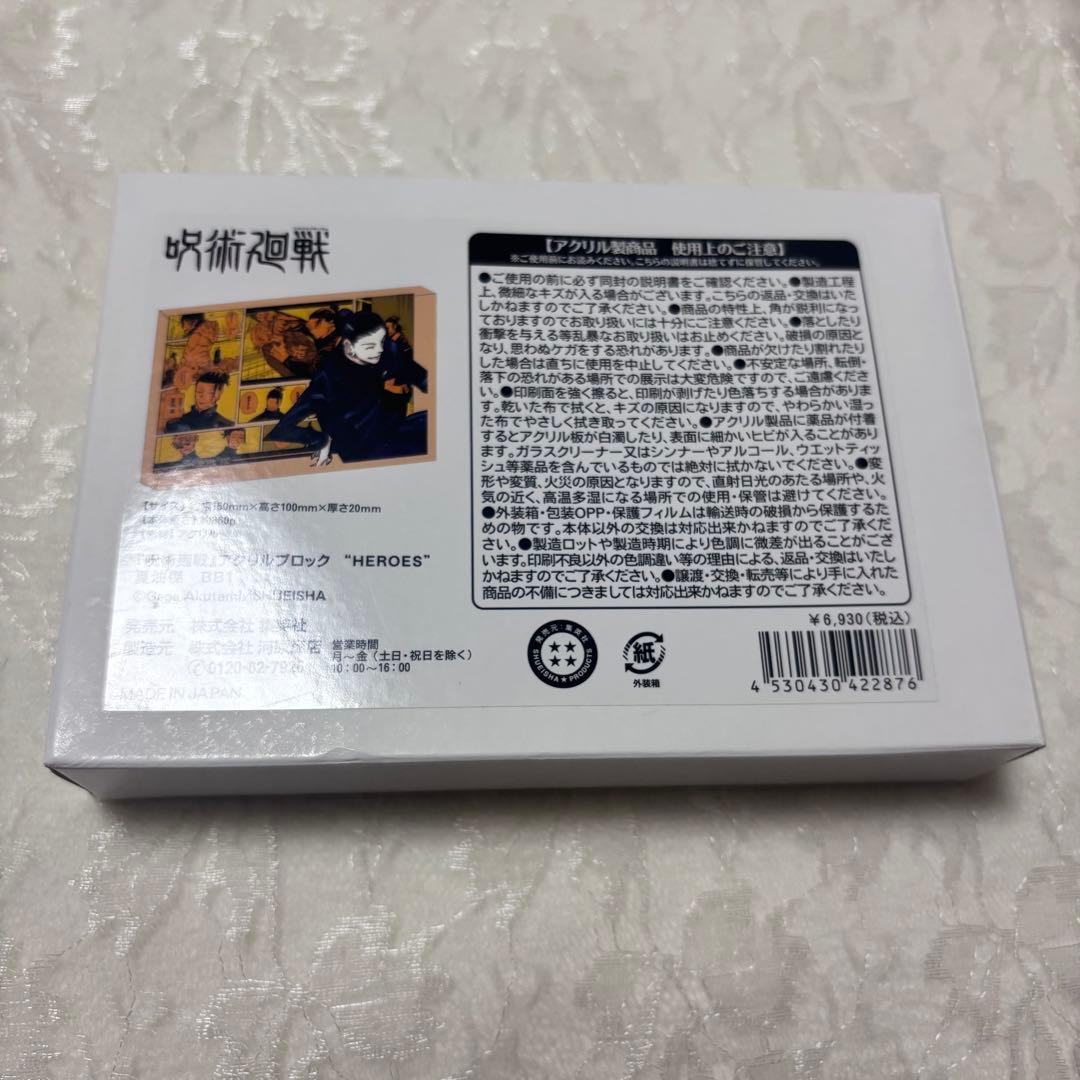 呪術廻戦
【サイズ】 横150mm×高さ100mm×厚さ20mm
『呪術廻戦』アクリルブロック “HEROES”
夏油傑 BB1
©Gege Akutami/SHUEISHA
発売元 株式会社 集英社
製造元 株式会社
0120-02-7926
営業時間
月～金（土日・祝日を除く）
10：00～16：00
MADE IN JAPAN
【アクリル製商品 使用上のご注意】
※ご使用前にお読みください。こちらの説明書は捨てずに保管してください。
●ご使用の前に必ず同封の説明書をご確認ください。●製造工程
上、微細なキズが入る場合がございます。こちらの返品・交換はいた
しかねますのでご了承ください。●商品の特性上、角が鋭利になっ
ておりますのでお取り扱いには十分にご注意ください。●落としたり
衝撃を与える等乱暴なお取り扱いはお止めください。破損の原因と
なり、思わぬケガをする恐れがあります。●商品が欠けたり割れたり
した場合は直ちに使用を中止してください。●不安定な場所、転倒・
落下の恐れがある場所での展示は大変危険ですので、ご遠慮くださ
い。●印刷面を強く擦ると、印刷が剥げたり色落ちする場合がありま
す。乾いた布で拭くと、キズの原因になりますので、やわらかい湿っ
た布でやさしく拭き取ってください。●アクリル製品に薬品が付着
するとアクリル板が白濁したり、表面に細かいヒビが入ることがあり
ます。ガラスクリーナー又はシンナーやアルコール、ウエットティッ
シュ等薬品を含んでいるものでは絶対に拭かないでください。●変
形や変質、火災の原因となりますので、直射日光のあたる場所や、火
気の近く、高温多湿になる場所での使用・保管は避けてください。
●外装箱・包装OPP・保護フィルムは輸送時の破損から保護するた
めの物です。本体以外の交換は対応出来かねますのでご了承くださ
い。●製造ロットや製造時期により色調に微差が出ることがござい
ます。印刷不良以外の色調違い等の理由による、返品・交換はいたし
かねますのでご了承ください。●譲渡・交換・転売等により手に入れた
商品の不備につきましては対応出来かねますのでご了承ください。
￥6,930（税込）
発売元：集英社
SHUEISHA★PRODUCTS
紙
外装箱
4 530430 422876